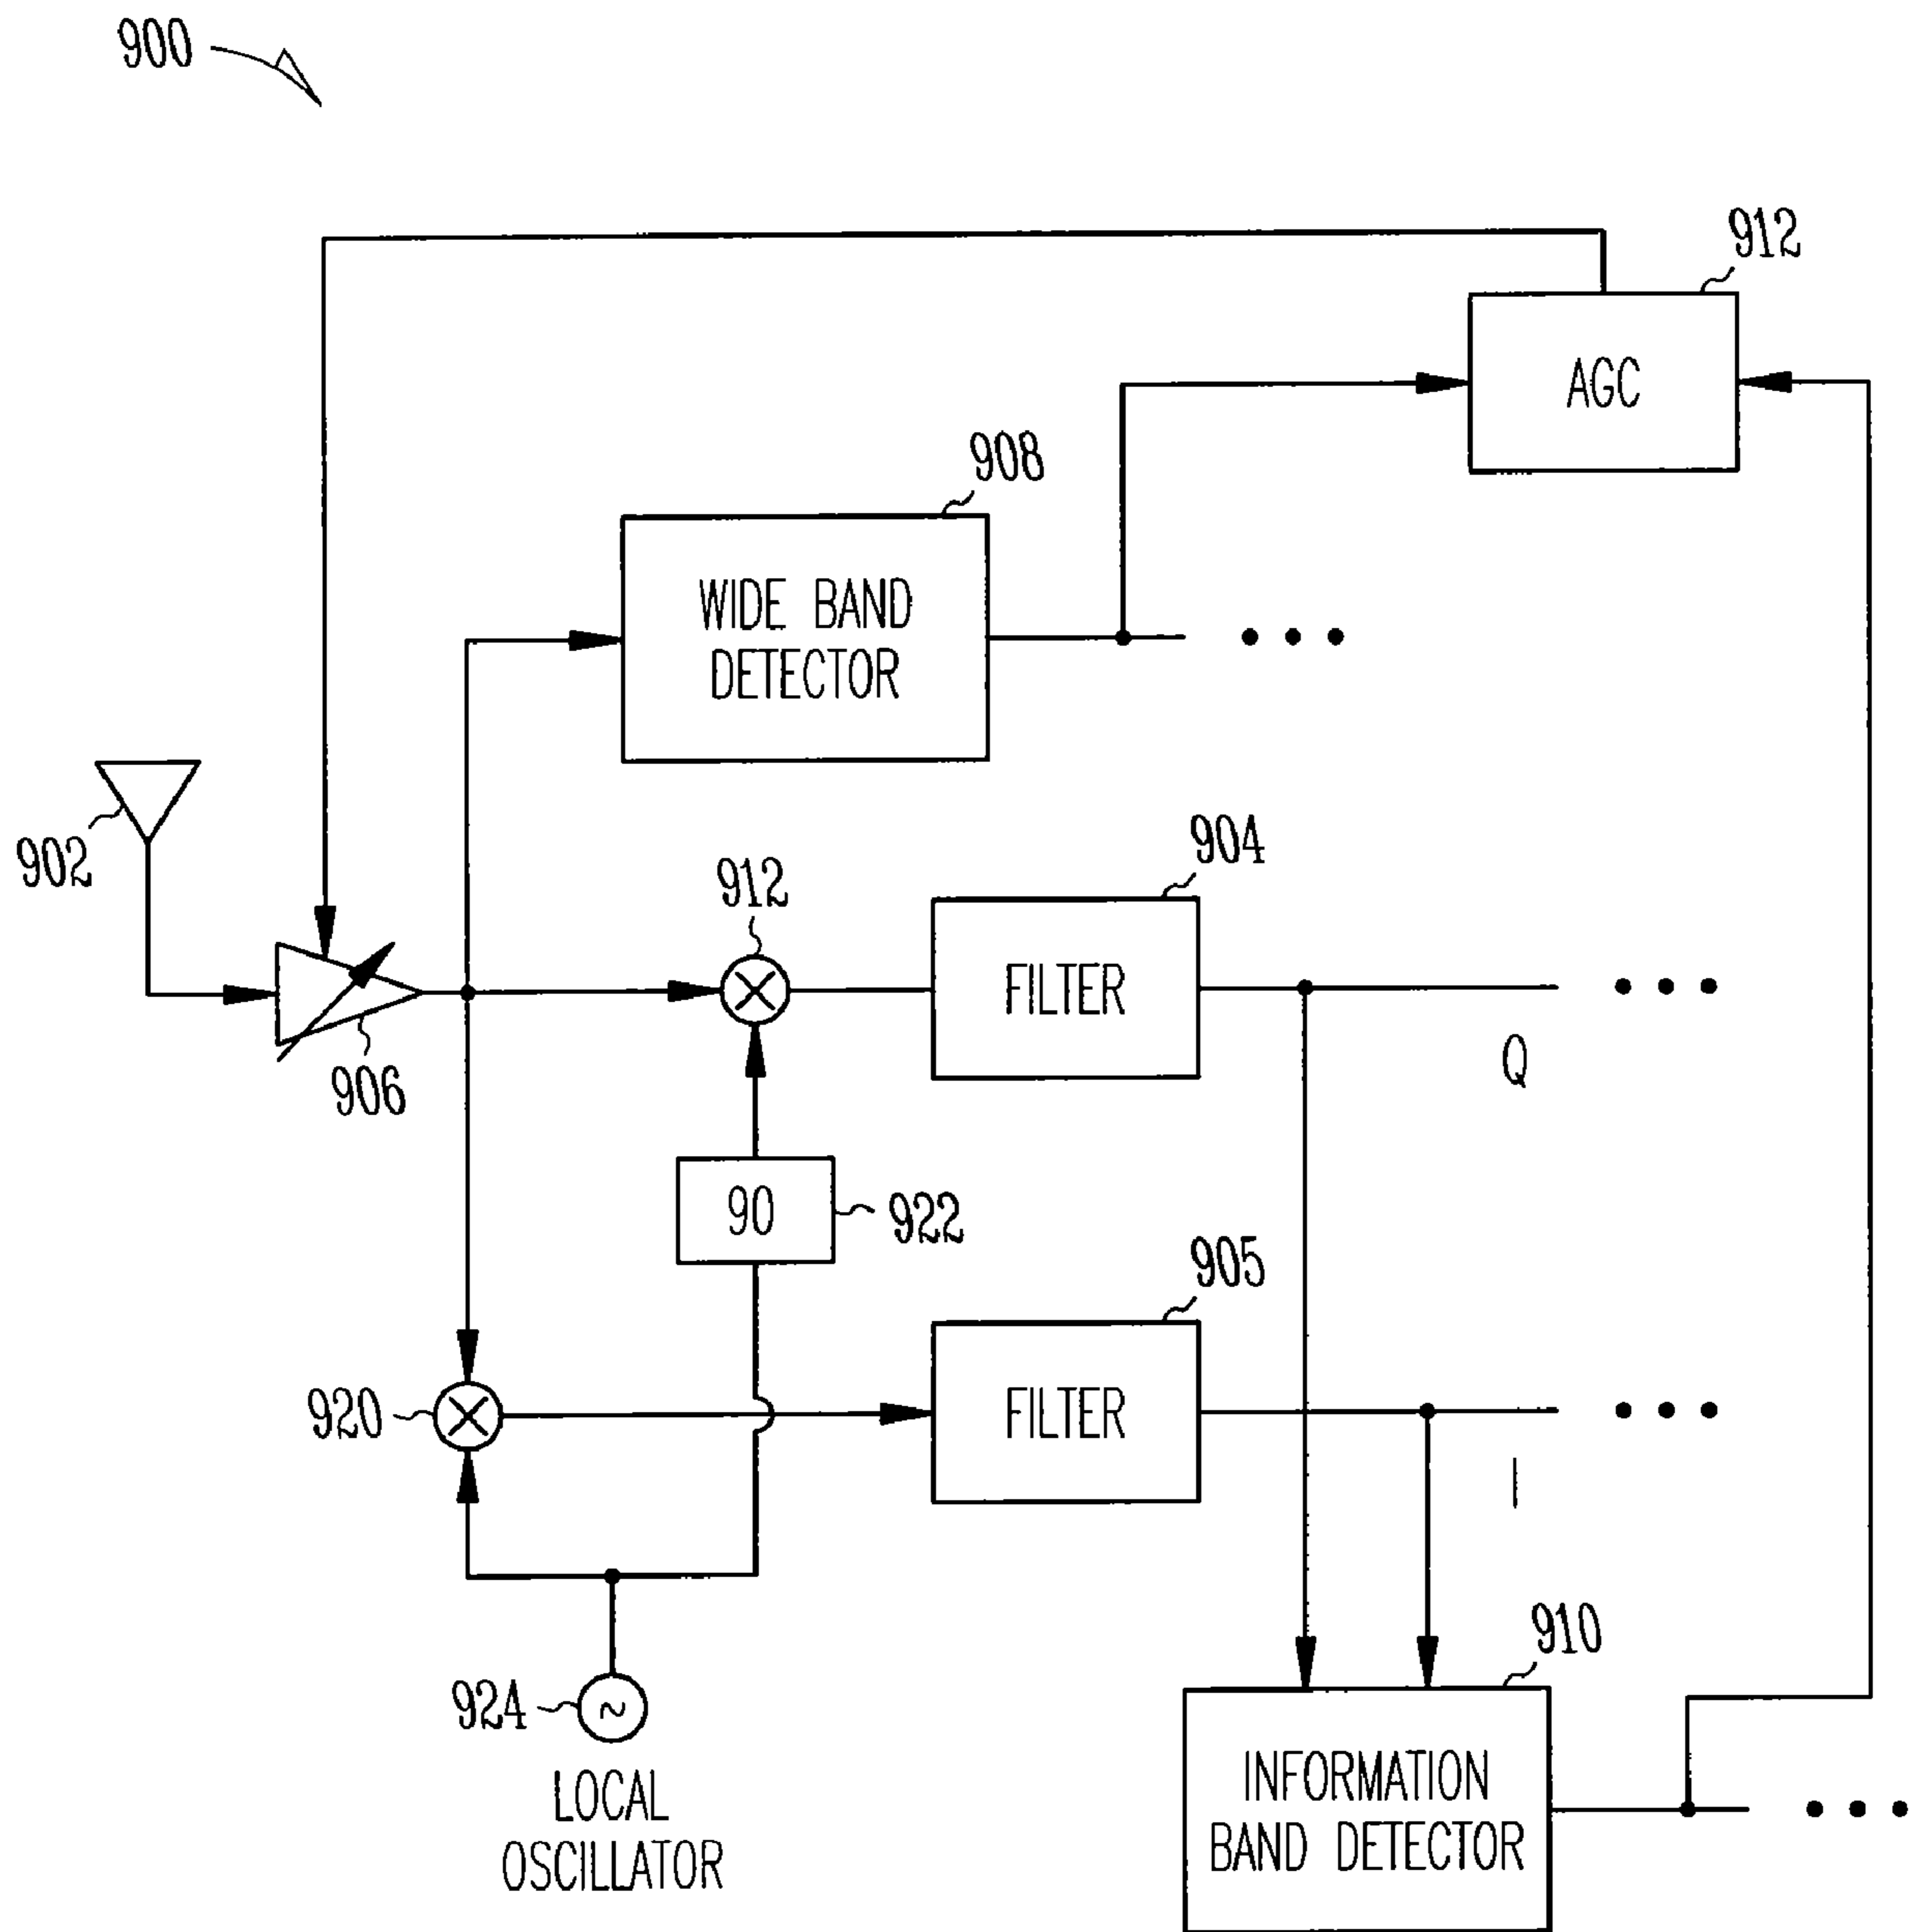 900
912
AGC
908
WIDE BAND
DETECTOR
904
902
912
FILTER
Q
906
90
922
905
920
FILTER
I
910
924
INFORMATION
BAND DETECTOR
LOCAL
OSCILLATOR